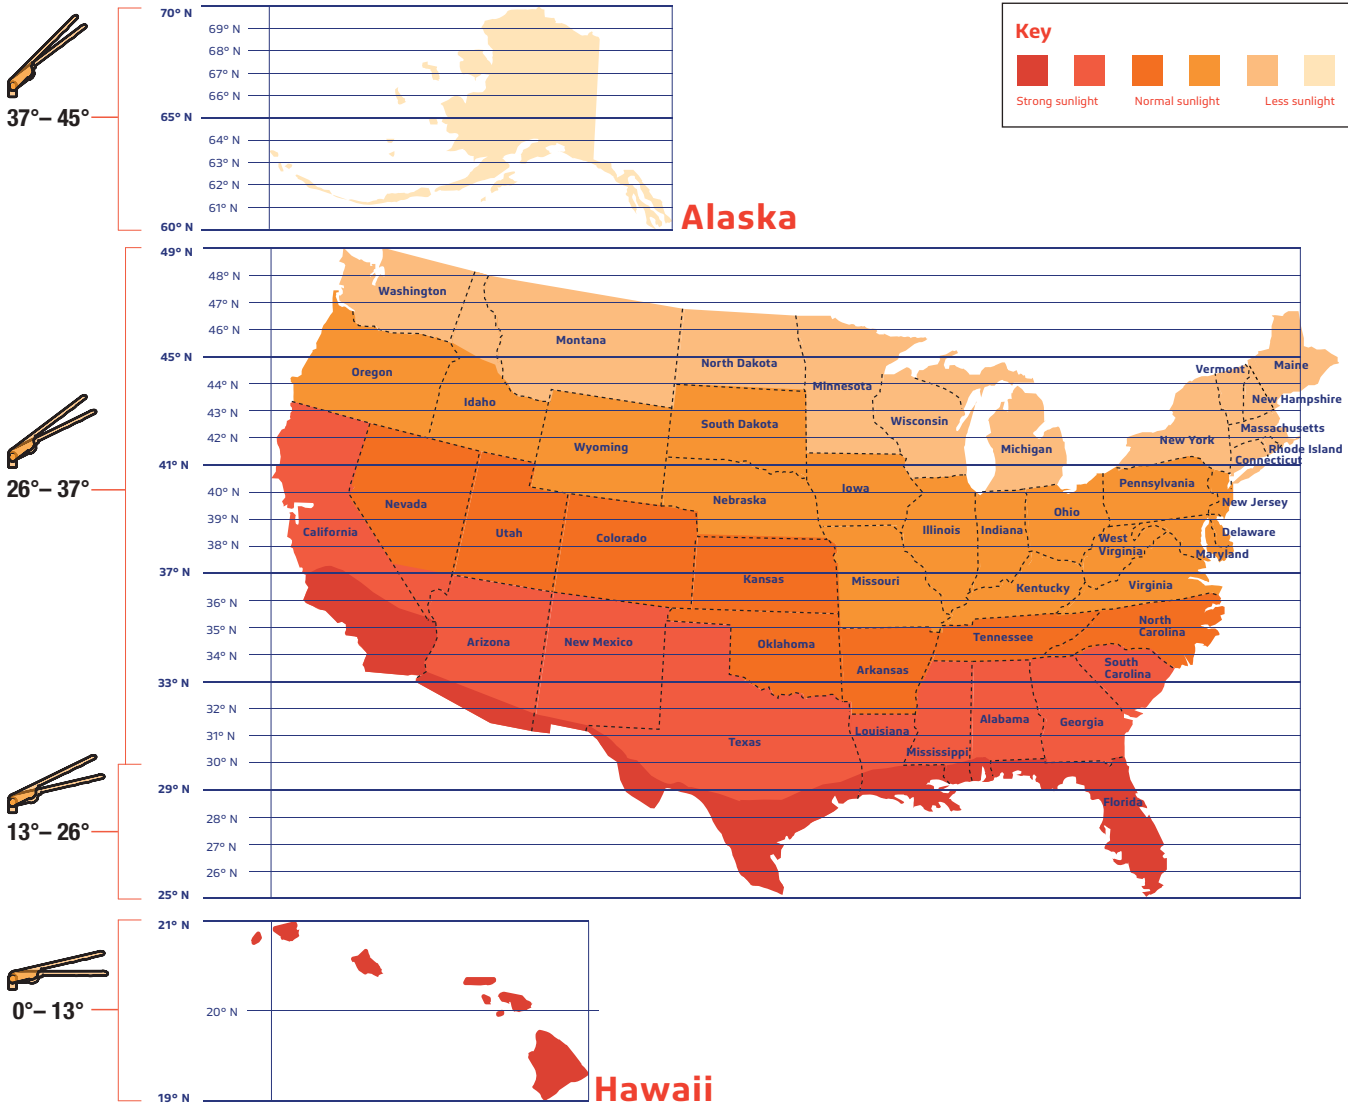 70° N
69° N
68° N
67° N
66° N
65° N
64° N
63° N
62° N
61° N
60° N
37°– 45°
Alaska
Key
Strong sunlight
Normal sunlight
Less sunlight
49° N
48° N
47° N
46° N
45° N
44° N
43° N
42° N
41° N
40° N
39° N
38° N
37° N
36° N
35° N
34° N
33° N
32° N
31° N
30° N
29° N
28° N
27° N
26° N
25° N
26°– 37°
13°– 26°
Washington
Montana
North Dakota
Minnesota
Vermont
Maine
Oregon
Idaho
Wyoming
South Dakota
Wisconsin
Michigan
New York
New Hampshire
Massachusetts
Rhode Island
Connecticut
Nevada
Nebraska
Iowa
Pennsylvania
New Jersey
California
Utah
Colorado
Illinois
Indiana
Ohio
West
Virginia
Delaware
Maryland
Kansas
Missouri
Kentucky
Virginia
Arizona
New Mexico
Oklahoma
Arkansas
Tennessee
North
Carolina
South
Carolina
Texas
Louisiana
Mississippi
Alabama
Georgia
Florida
21° N
20° N
19° N
0°– 13°
Hawaii